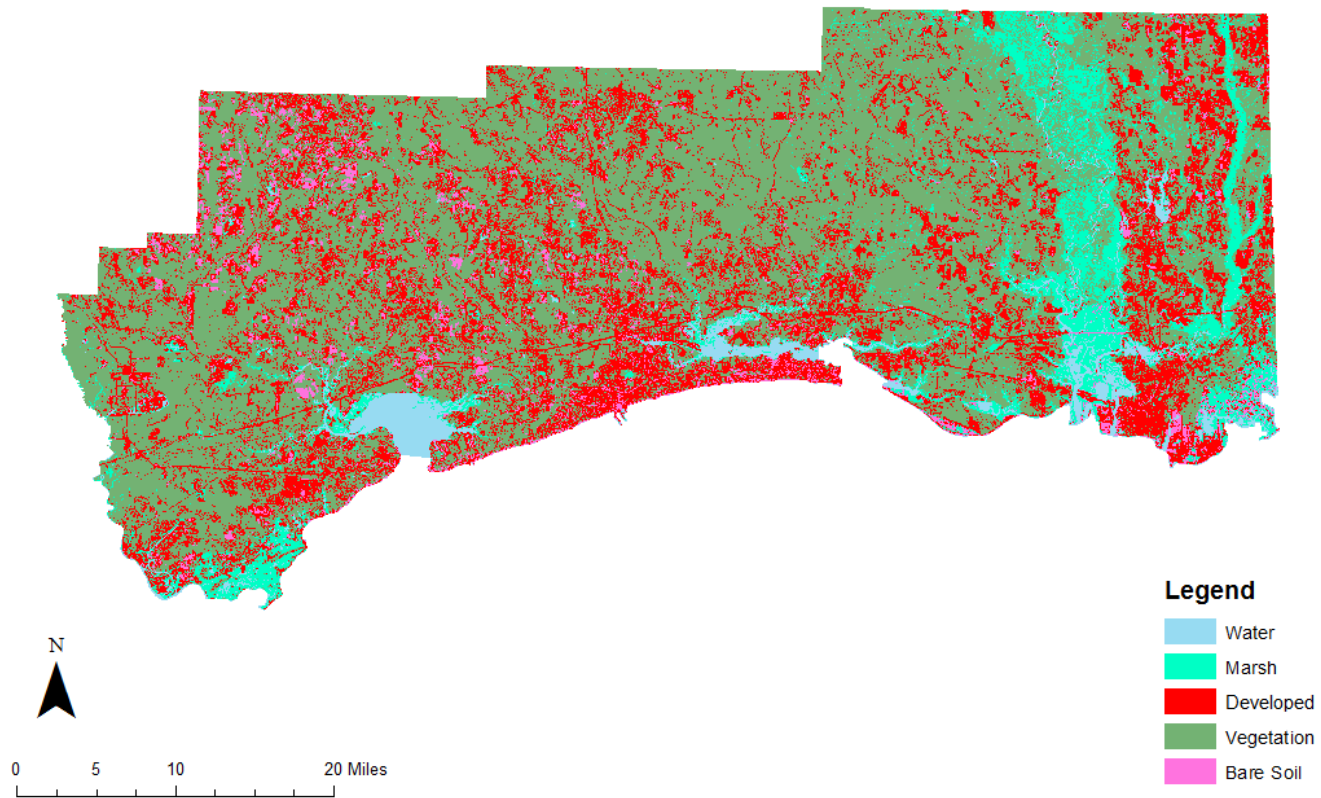 Legend
Water
Marsh
Developed
Vegetation
Bare Soil
N
0 5 10 20 Miles